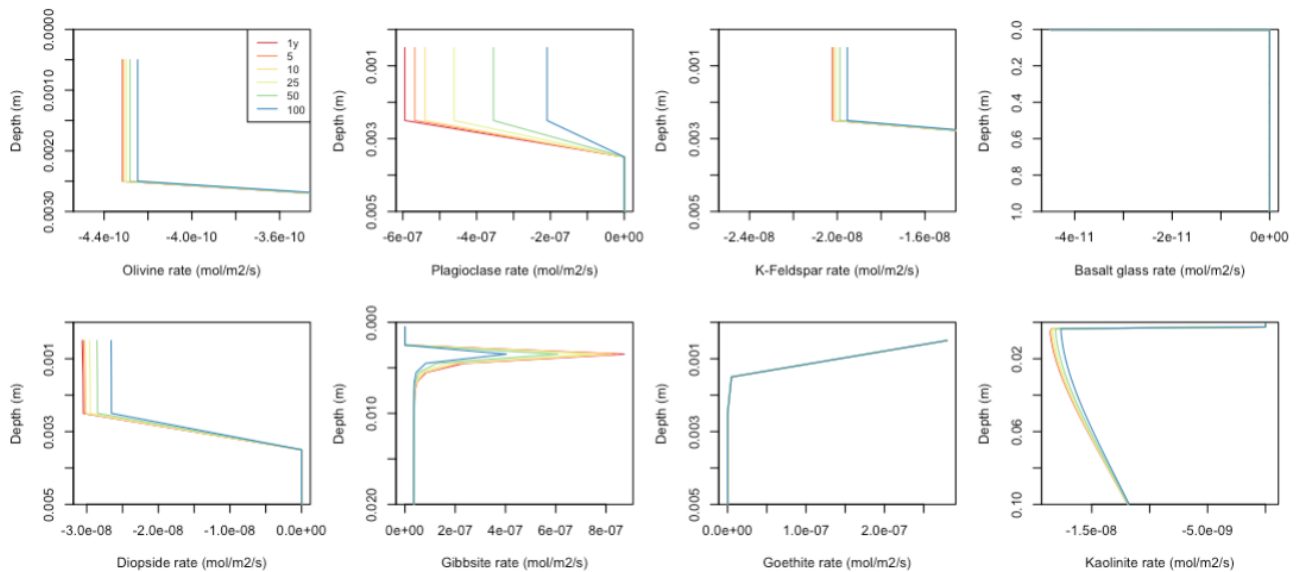 Depth (m)
0.0000
0.0010
0.0020
0.0030
-4.4e-10
-4.0e-10
-3.6e-10
Olivine rate (mol/m2/s)
1y
5
10
25
50
100
Depth (m)
0.001
0.003
0.005
-6e-07
-4e-07
-2e-07
0e+00
Plagioclase rate (mol/m2/s)
Depth (m)
0.001
0.003
0.005
-2.4e-08
-2.0e-08
-1.6e-08
K-Feldspar rate (mol/m2/s)
Depth (m)
0.0
0.2
0.4
0.6
0.8
1.0
-4e-11
-2e-11
0e+00
Basalt glass rate (mol/m2/s)
Depth (m)
0.001
0.003
0.005
-3.0e-08
-2.0e-08
-1.0e-08
0.0e+00
Diopside rate (mol/m2/s)
Depth (m)
0.000
0.010
0.020
0e+00
2e-07
4e-07
6e-07
8e-07
Gibbsite rate (mol/m2/s)
Depth (m)
0.001
0.003
0.005
0.0e+00
1.0e-07
2.0e-07
Goethite rate (mol/m2/s)
Depth (m)
0.02
0.06
0.10
-1.5e-08
-5.0e-09
Kaolinite rate (mol/m2/s)